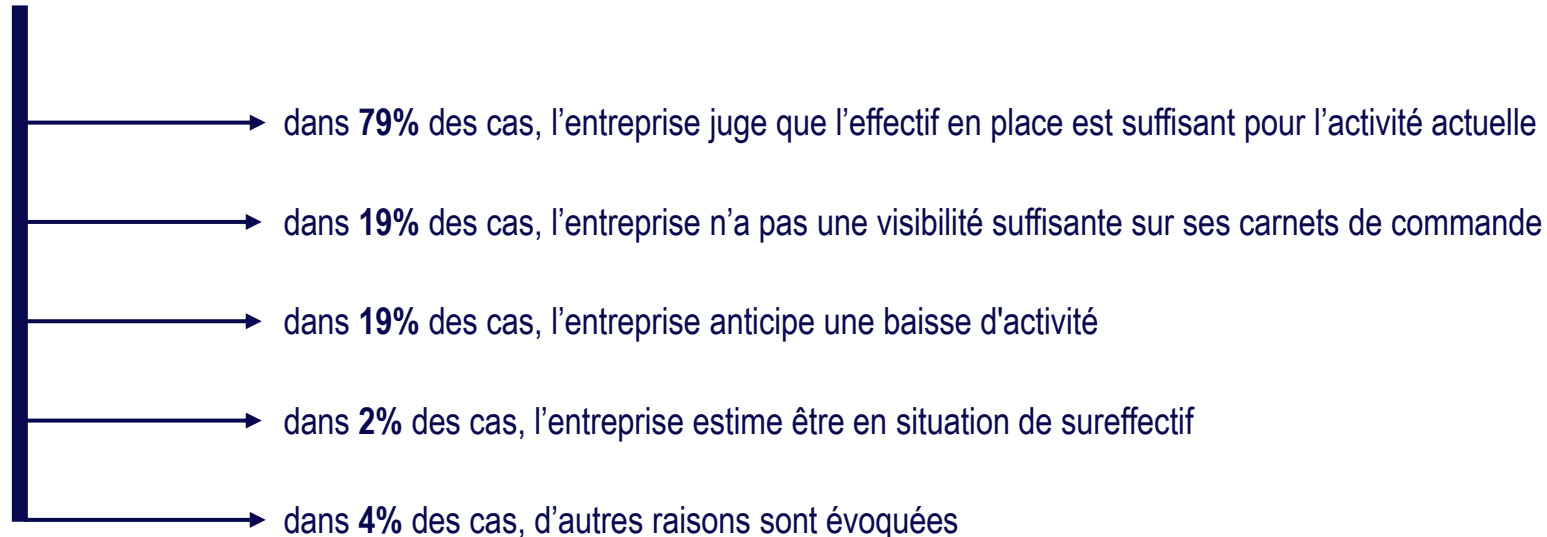 dans 79% des cas, l’entreprise juge que l’effectif en place est suffisant pour l’activité actuelle
dans 19% des cas, l’entreprise n’a pas une visibilité suffisante sur ses carnets de commande
dans 19% des cas, l’entreprise anticipe une baisse d'activité
dans 2% des cas, l’entreprise estime être en situation de sureffectif
dans 4% des cas, d’autres raisons sont évoquées